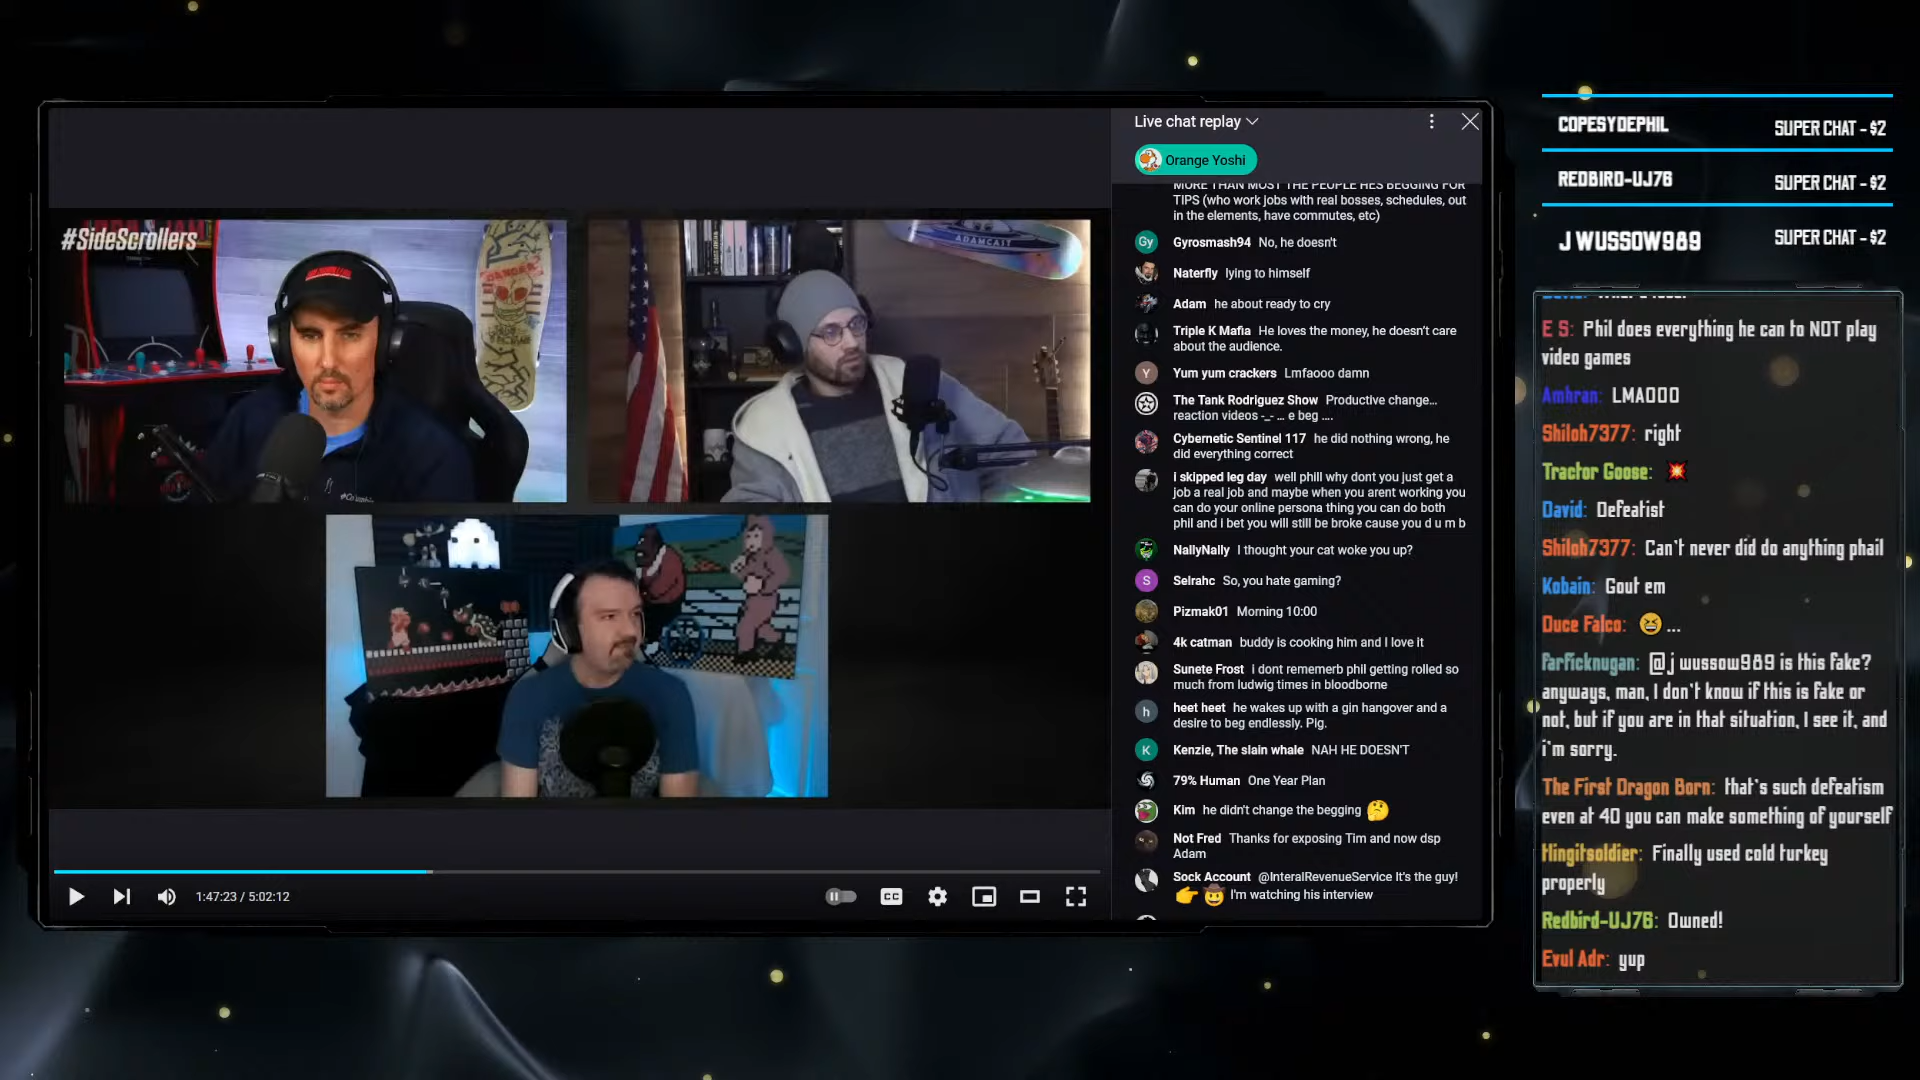 #SideScrollers
ADAMCAIT
DANGER
Live chat replay
Orange Yoshi
MORE THAN MOST THE PEOPLE HES BEGGING FOR
TIPS (who work jobs with real bosses, schedules, out
in the elements, have commutes, etc)
Gy Gyrosmash94 No, he doesn't
Naterfly lying to himself
Adam he about ready to cry
Triple K Mafia He loves the money, he doesn't care
about the audience.
Y Yum yum crackers Lmfaooo damn
The Tank Rodriguez Show Productive change...
reaction videos -_- ... e beg ....
Cybernetic Sentinel 117 he did nothing wrong, he
did everything correct
i skipped leg day well phill why dont you just get a
job a real job and maybe when you arent working you
can do your online persona thing you can do both
phil and i bet you will still be broke cause you d u m b
NallyNally I thought your cat woke you up?
S Selrahc So, you hate gaming?
Pizmak01 Morning 10:00
4k catman buddy is cooking him and I love it
Sunete Frost i dont rememerb phil getting rolled so
much from ludwig times in bloodborne
h heet heet he wakes up with a gin hangover and a
desire to beg endlessly. Pig.
K Kenzie, The slain whale NAH HE DOESN'T
79% Human One Year Plan
Kim he didn't change the begging 🤔
Not Fred Thanks for exposing Tim and now dsp
Adam
Sock Account @InteralRevenueService It's the guy!
👉 🤠 I'm watching his interview
1:47:23 / 5:02:12
CC
COPESYDEPHIL SUPER CHAT - $2
REDBIRD-UJ76 SUPER CHAT - $2
J WUSSOW989 SUPER CHAT - $2
E S: Phil does everything he can to NOT play
video games
Amhran: LMAOOO
Shiloh7377: right
Tractor Goose: 💥
David: Defeatist
Shiloh7377: Can't never did do anything phail
Kobain: Gout em
Duce Falco: 😆 ...
farficknugan: @j wussow989 is this fake?
anyways, man, I don't know if this is fake or
not, but if you are in that situation, I see it, and
i'm sorry.
The First Dragon Born: that's such defeatism
even at 40 you can make something of yourself
Hingitsoldier: Finally used cold turkey
properly
Redbird-UJ76: Owned!
Evul Adr: yup